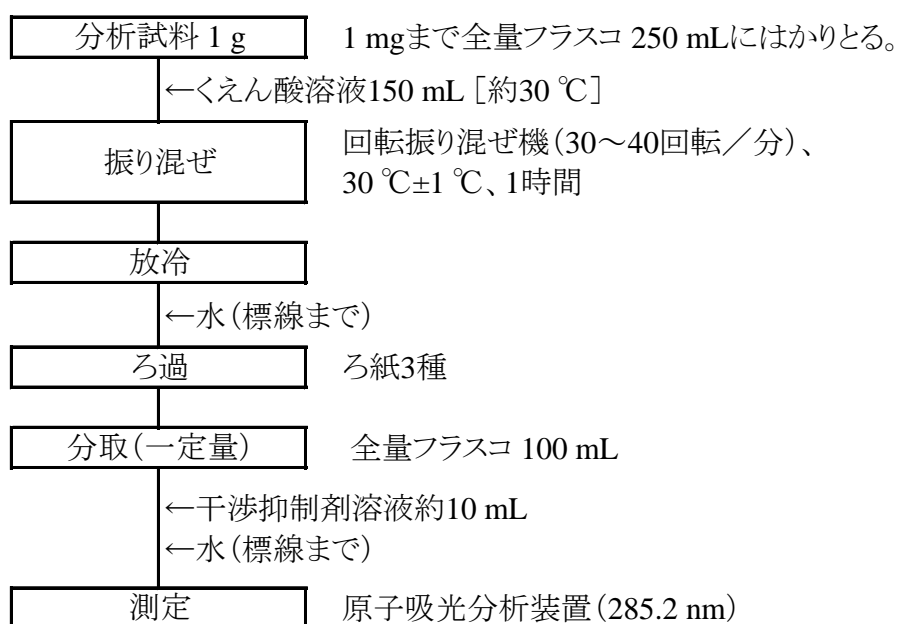 分析試料 1 g 1 mgまで全量フラスコ 250 mLにはかりとる。
←くえん酸溶液150 mL [約30 ℃]
振り混ぜ 回転振り混ぜ機(30～40回転／分)、
30 ℃±1 ℃、1時間
放冷
←水(標線まで)
ろ過 ろ紙3種
分取(一定量) 全量フラスコ 100 mL
←干渉抑制剤溶液約10 mL
←水(標線まで)
測定 原子吸光分析装置(285.2 nm)